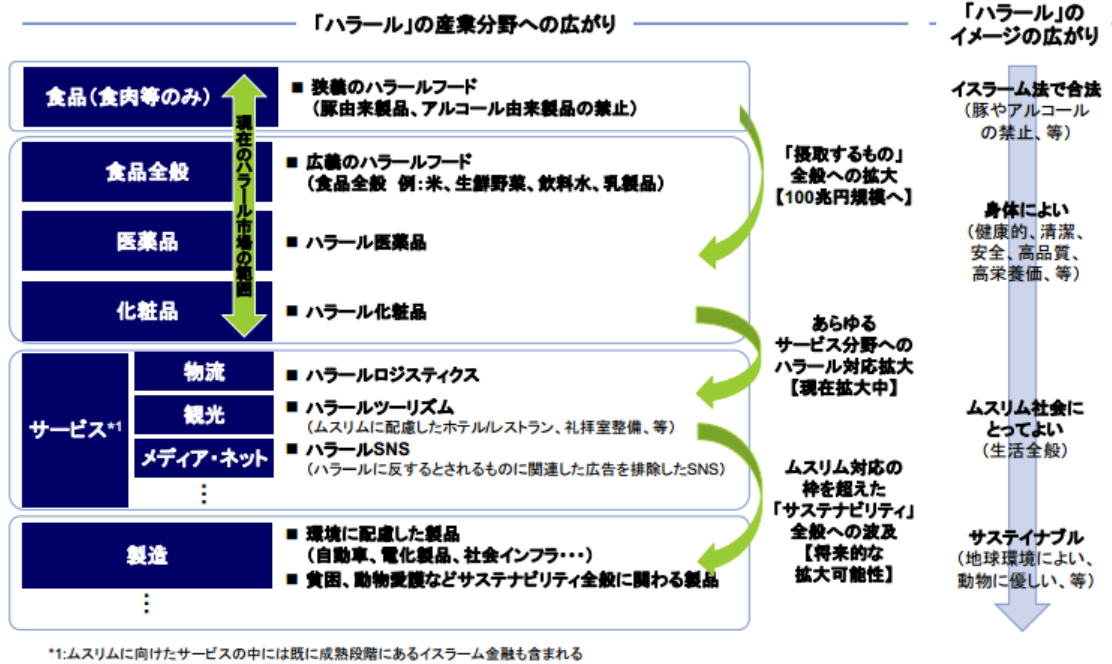 「ハラール」の産業分野への広がり
「ハラール」の
イメージの広がり
食品(食肉等のみ)
■ 狭義のハラールフード
(豚由来製品、アルコール由来製品の禁止)
食品全般
■ 広義のハラールフード
(食品全般 例:米、生鮮野菜、飲料水、乳製品)
医薬品
■ ハラール医薬品
化粧品
■ ハラール化粧品
現在のハラール市場の範囲
「摂取するもの」
全般への拡大
【100兆円規模へ】
サービス*1
物流
■ ハラールロジスティクス
観光
■ ハラールツーリズム
(ムスリムに配慮したホテル/レストラン、礼拝室整備、等)
メディア・ネット
■ ハラールSNS
(ハラールに反するとされるものに関連した広告を排除したSNS)
あらゆる
サービス分野への
ハラール対応拡大
【現在拡大中】
製造
■ 環境に配慮した製品
(自動車、電化製品、社会インフラ・・・)
■ 貧困、動物愛護などサステナビリティ全般に関わる製品
ムスリム対応の
枠を超えた
「サステナビリティ」
全般への波及
【将来的な
拡大可能性】
イスラーム法で合法
(豚やアルコール
の禁止、等)
身体によい
(健康的、清潔、
安全、高品質、
高栄養価、等)
ムスリム社会に
とってよい
(生活全般)
サステイナブル
(地球環境によい、
動物に優しい、等)
*1:ムスリムに向けたサービスの中には既に成熟段階にあるイスラーム金融も含まれる